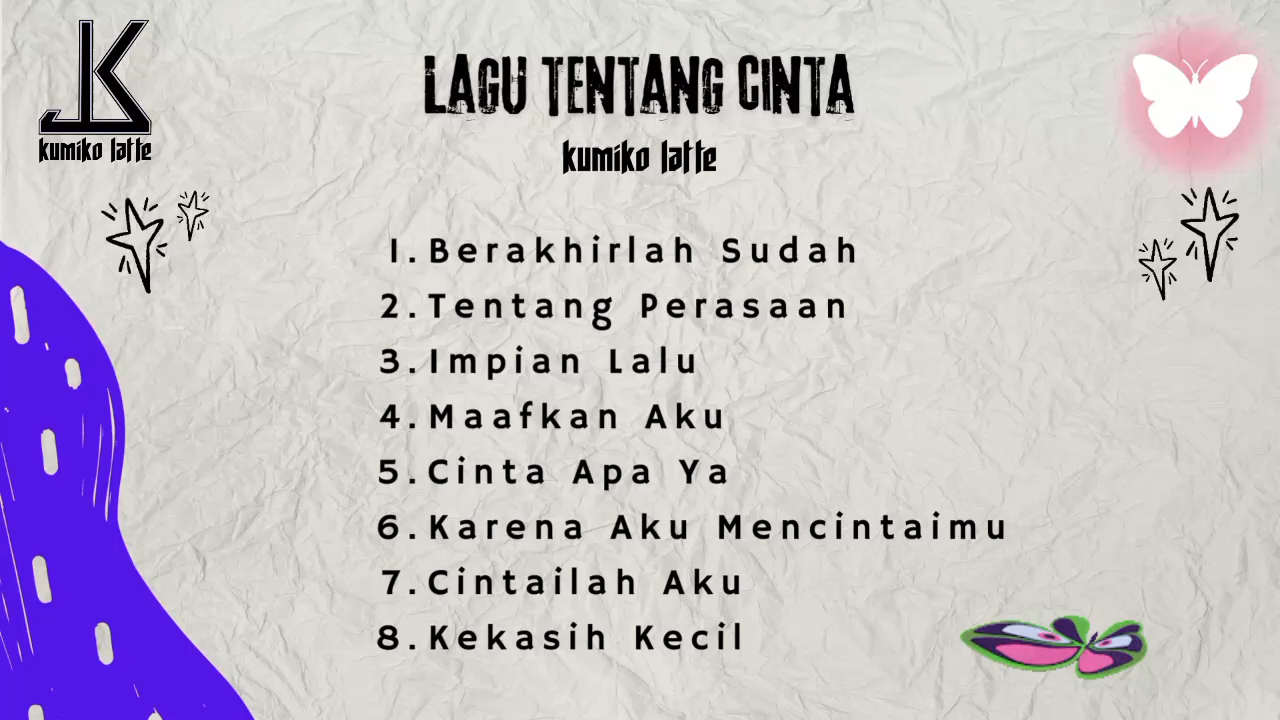 kumiko latte
LAGU TENTANG CINTA
kumiko latte
1. Berakhirlah Sudah
2. Tentang Perasaan
3. Impian Lalu
4. Maafkan Aku
5. Cinta Apa Ya
6. Karena Aku Mencintaimu
7. Cintailah Aku
8. Kekasih Kecil